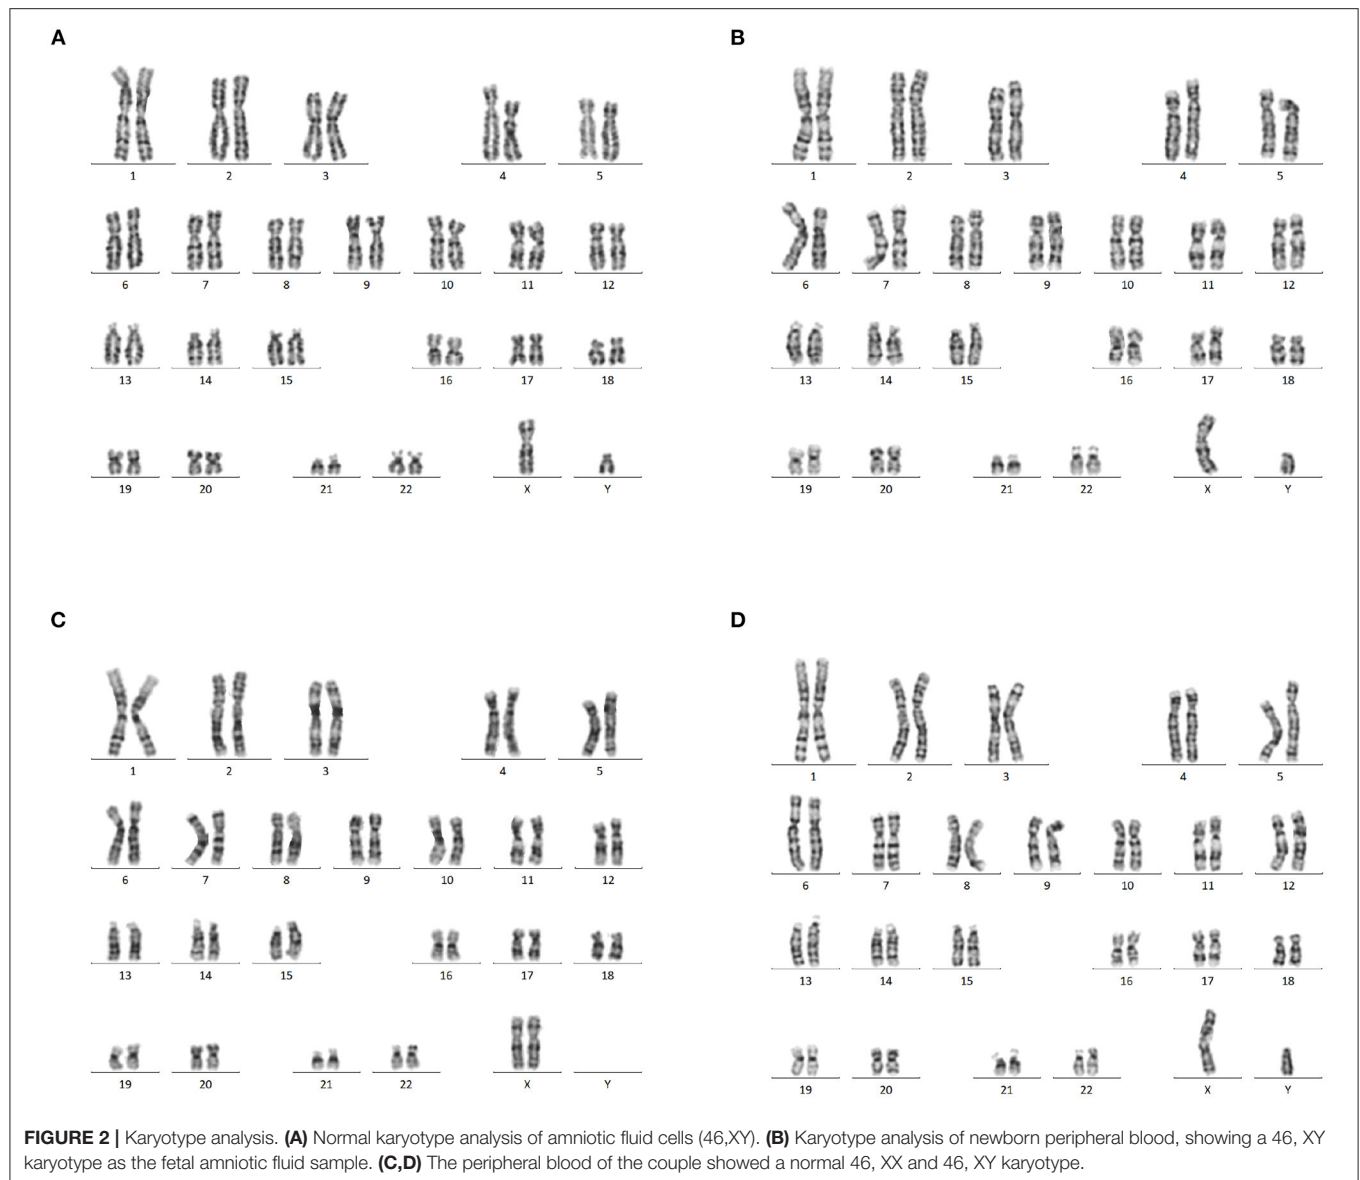 A
1 2 3 4 5
6 7 8 9 10 11 12
13 14 15 16 17 18
19 20 21 22 X Y
B
1 2 3 4 5
6 7 8 9 10 11 12
13 14 15 16 17 18
19 20 21 22 X Y
C
1 2 3 4 5
6 7 8 9 10 11 12
13 14 15 16 17 18
19 20 21 22 X Y
D
1 2 3 4 5
6 7 8 9 10 11 12
13 14 15 16 17 18
19 20 21 22 X Y
FIGURE 2 | Karyotype analysis. (A) Normal karyotype analysis of amniotic fluid cells (46,XY). (B) Karyotype analysis of newborn peripheral blood, showing a 46, XY
karyotype as the fetal amniotic fluid sample. (C,D) The peripheral blood of the couple showed a normal 46, XX and 46, XY karyotype.